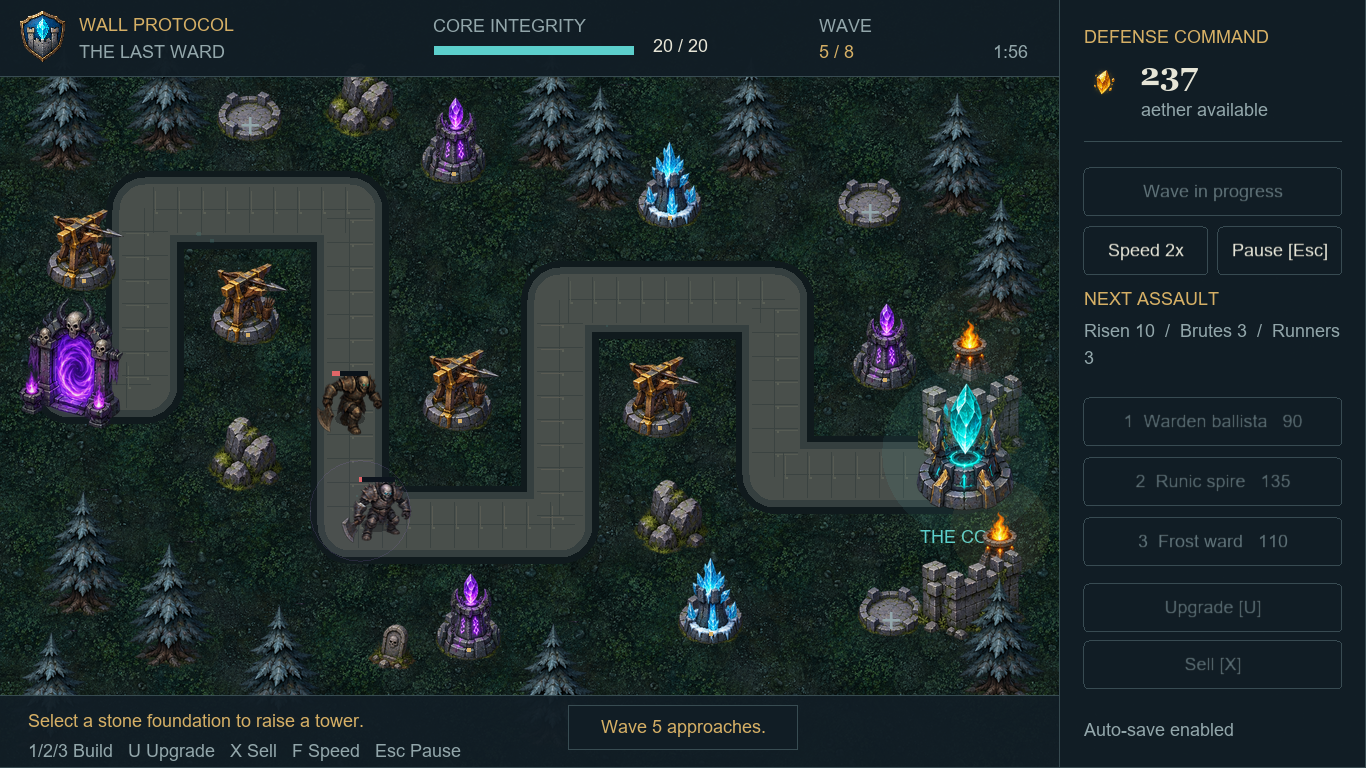 WALL PROTOCOL
THE LAST WARD
CORE INTEGRITY
20 / 20
WAVE
5 / 8
1:56
DEFENSE COMMAND
237
aether available
Wave in progress
Speed 2x
Pause [Esc]
NEXT ASSAULT
Risen 10 / Brutes 3 / Runners
3
1 Warden ballista 90
2 Runic spire 135
3 Frost ward 110
Upgrade [U]
Sell [X]
Auto-save enabled
THE CO
Select a stone foundation to raise a tower.
1/2/3 Build U Upgrade X Sell F Speed Esc Pause
Wave 5 approaches.